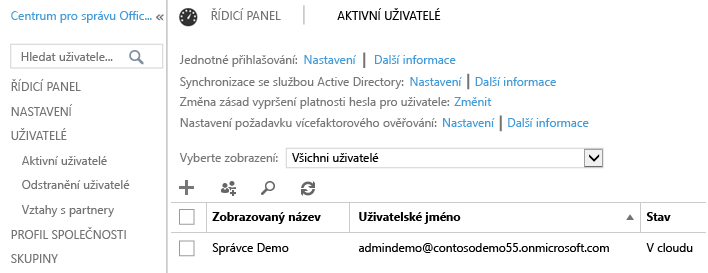 Centrum pro správu Offic... «
Hledat uživatele...
ŘÍDICÍ PANEL
NASTAVENÍ
UŽIVATELÉ
Aktivní uživatelé
Odstranění uživatelé
Vztahy s partnery
PROFIL SPOLEČNOSTI
SKUPINY
ŘÍDICÍ PANEL | AKTIVNÍ UŽIVATELÉ
Jednotné přihlašování: Nastavení | Další informace
Synchronizace se službou Active Directory: Nastavení | Další informace
Změna zásad vypršení platnosti hesla pro uživatele: Změnit
Nastavení požadavku vícefaktorového ověřování: Nastavení | Další informace
Vyberte zobrazení: Všichni uživatelé
Zobrazovaný název Uživatelské jméno Stav
Správce Demo admindemo@contosodemo55.onmicrosoft.com V cloudu